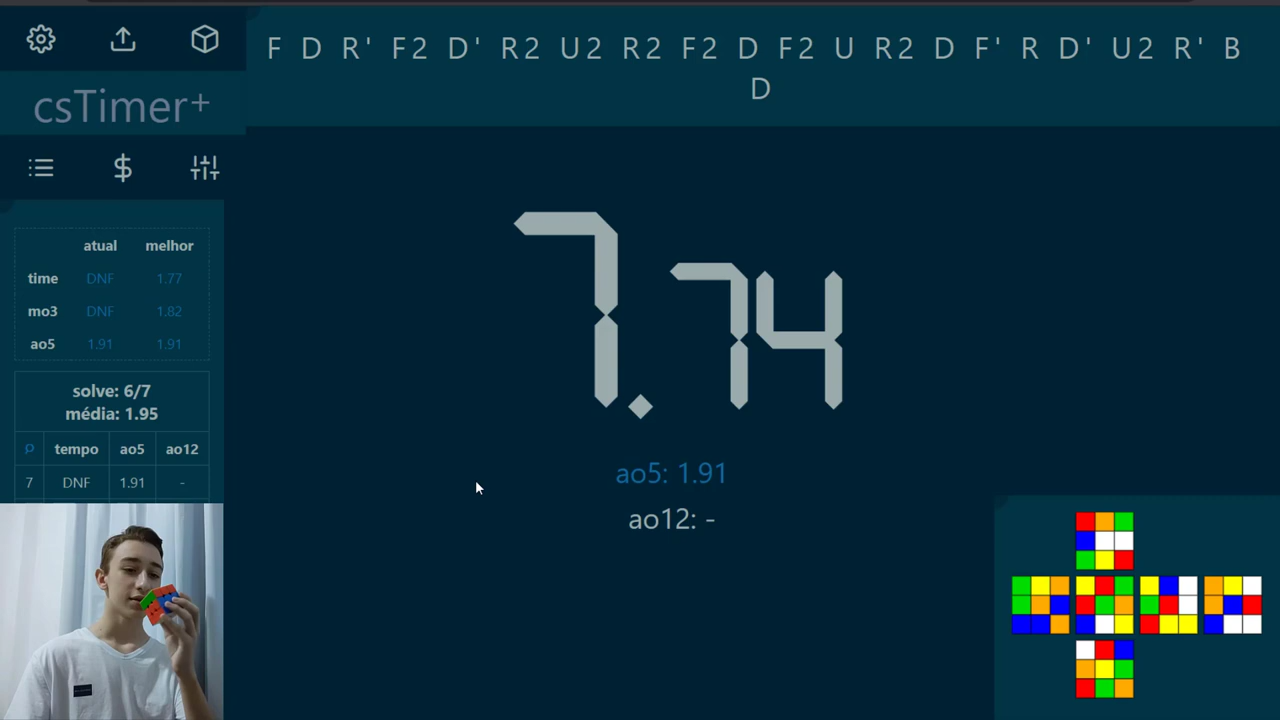 F D R' F2 D' R2 U2 R2 F2 D F2 U R2 D F' R D' U2 R' B
D
csTimer+
$
atual melhor
time DNF 1.77
mo3 DNF 1.82
ao5 1.91 1.91
solve: 6/7
média: 1.95
tempo ao5 ao12
7 DNF 1.91 -
7.74
ao5: 1.91
ao12: -